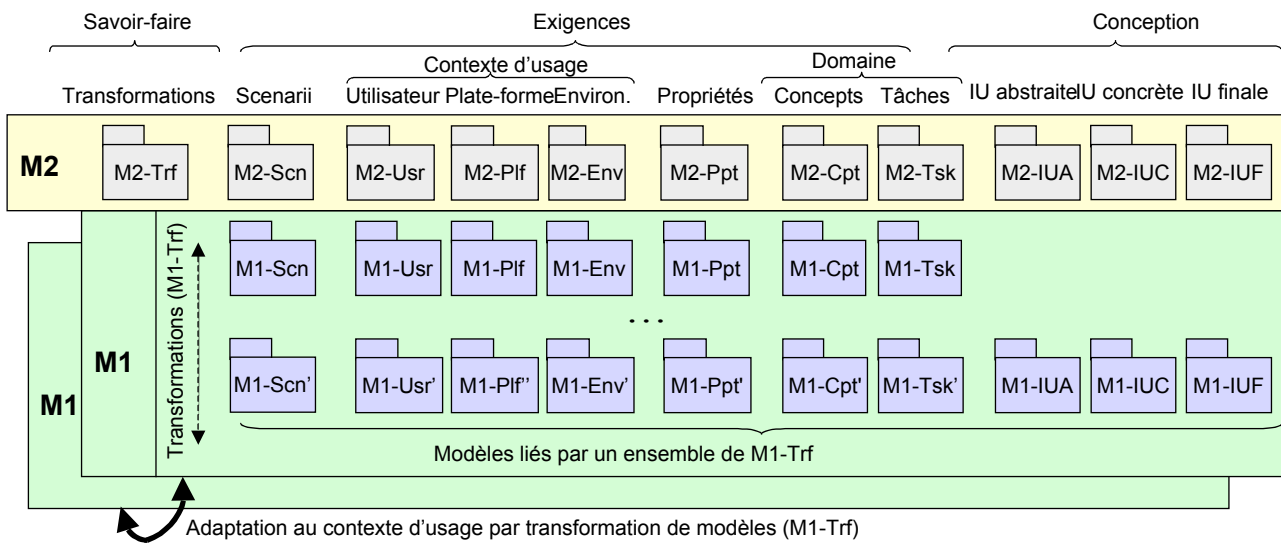 Savoir-faire Exigences Conception
Contexte d'usage Domaine
Transformations Scenarii Utilisateur Plate-forme Environ. Propriétés Concepts Tâches IU abstraite IU concrète IU finale
M2 M2-Trf M2-Scn M2-Usr M2-Plf M2-Env M2-Ppt M2-Cpt M2-Tsk M2-IUA M2-IUC M2-IUF
M1-Scn M1-Usr M1-Plf M1-Env M1-Ppt M1-Cpt M1-Tsk
...
M1
M1
Transformations (M1-Trf)
M1-Scn' M1-Usr' M1-Plf'' M1-Env' M1-Ppt' M1-Cpt' M1-Tsk' M1-IUA M1-IUC M1-IUF
Modèles liés par un ensemble de M1-Trf
Adaptation au contexte d'usage par transformation de modèles (M1-Trf)